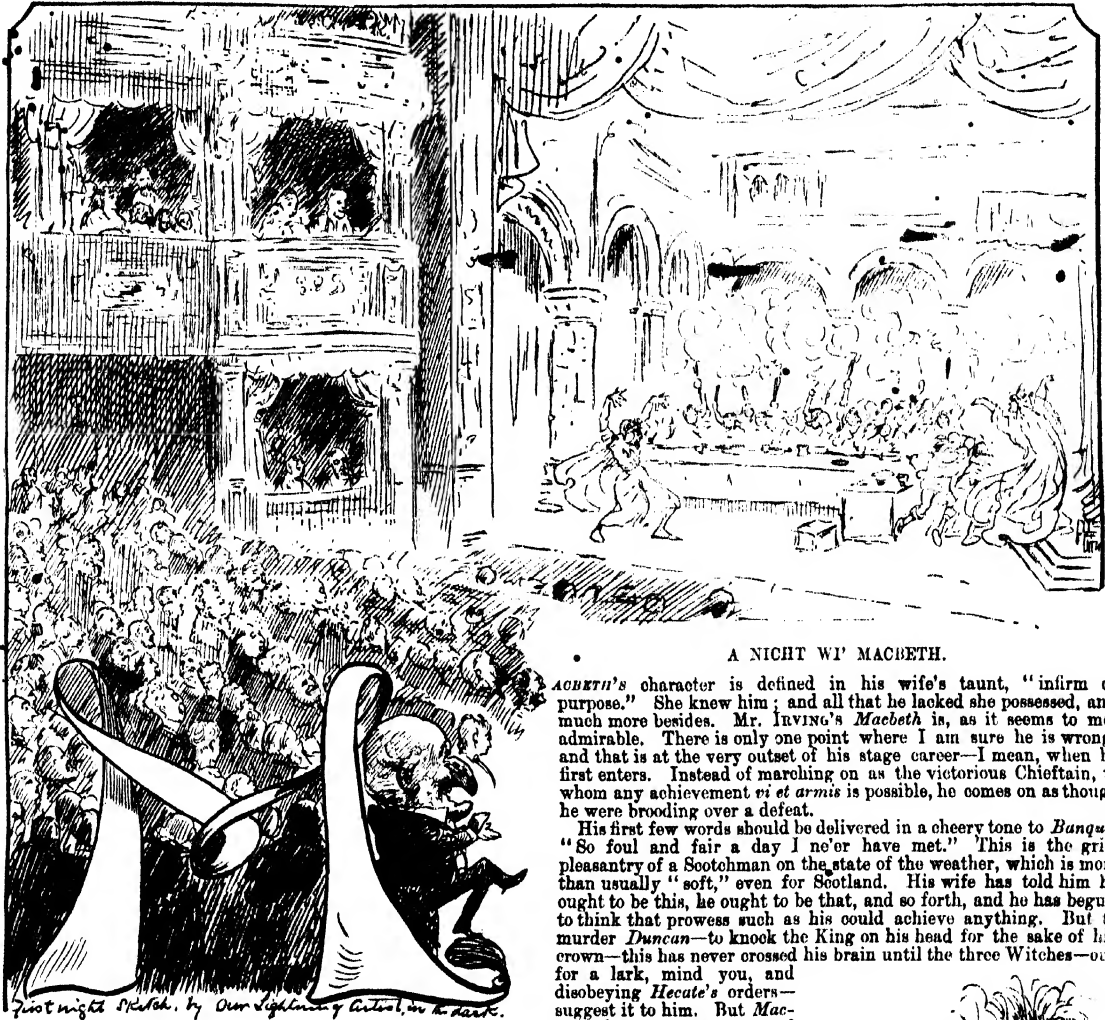 A NICHT WI' MACBETH.
MACBETH'S character is defined in his wife's taunt, "infirm o
purpose." She knew him ; and all that he lacked she possessed, an
much more besides. Mr. IRVING'S Macbeth is, as it seems to me
admirable. There is only one point where I am sure he is wrong
and that is at the very outset of his stage career—I mean, when h
first enters. Instead of marching on as the victorious Chieftain, t
whom any achievement vi et armis is possible, he comes on as thoug
he were brooding over a defeat.
His first few words should be delivered in a cheery tone to Banqu
"So foul and fair a day I ne'er have met." This is the gri
pleasantry of a Scotchman on the state of the weather, which is mor
than usually "soft," even for Scotland. His wife has told him h
ought to be this, he ought to be that, and so forth, and he has begu
to think that prowess such as his could achieve anything. But t
murder Duncan—to knock the King on his head for the sake of hi
crown—this has never crossed his brain until the three Witches—ou
for a lark, mind you, and
disobeying Hecate's orders—
suggest it to him. But Mac-
First night Sketch, by Our Lightning Artist, in the dark.